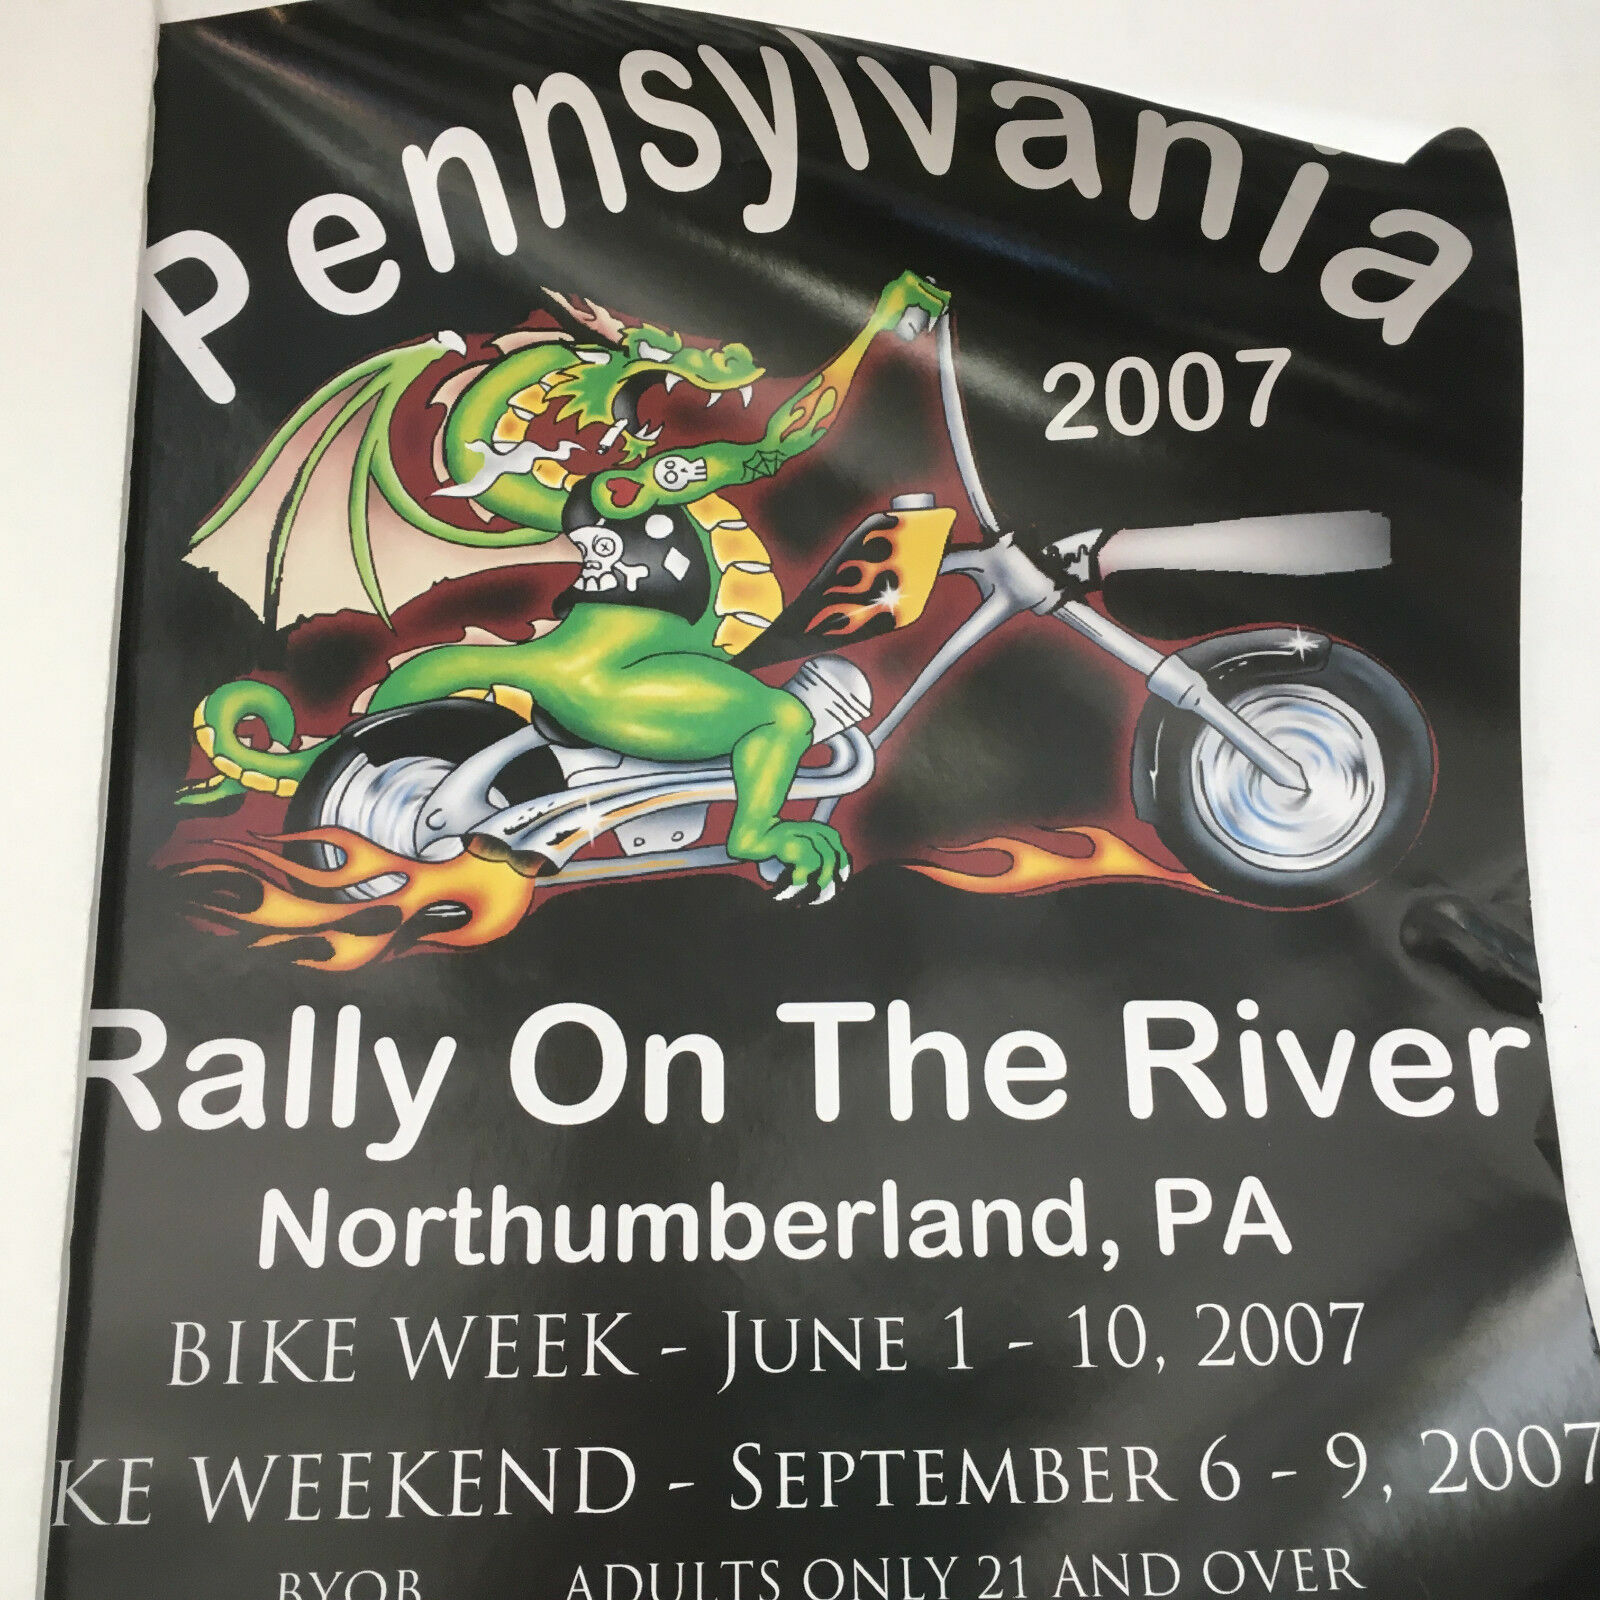 Pennsylvania
2007
Rally On The River
Northumberland, PA
BIKE WEEK - JUNE 1 - 10, 2007
KE WEEKEND - SEPTEMBER 6 - 9, 2007
BYOB ADULTS ONLY 21 AND OVER